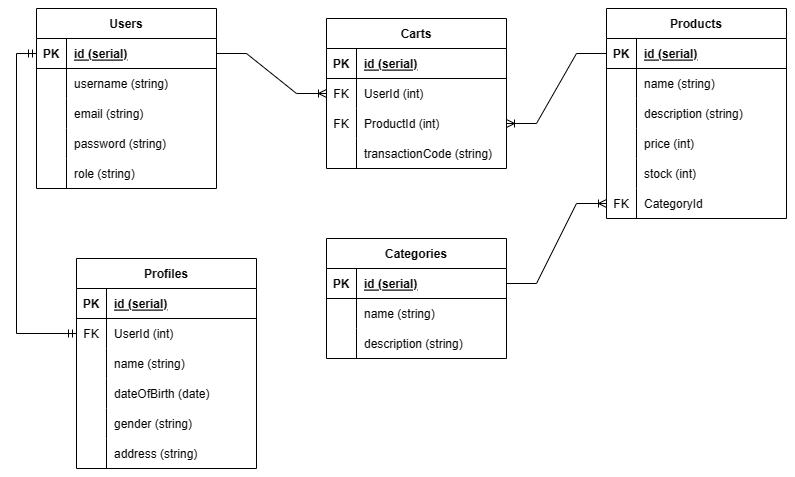 Users
PK id (serial)
username (string)
email (string)
password (string)
role (string)
Carts
PK id (serial)
FK UserId (int)
FK ProductId (int)
transactionCode (string)
Products
PK id (serial)
name (string)
description (string)
price (int)
stock (int)
FK CategoryId
Profiles
PK id (serial)
FK UserId (int)
name (string)
dateOfBirth (date)
gender (string)
address (string)
Categories
PK id (serial)
name (string)
description (string)